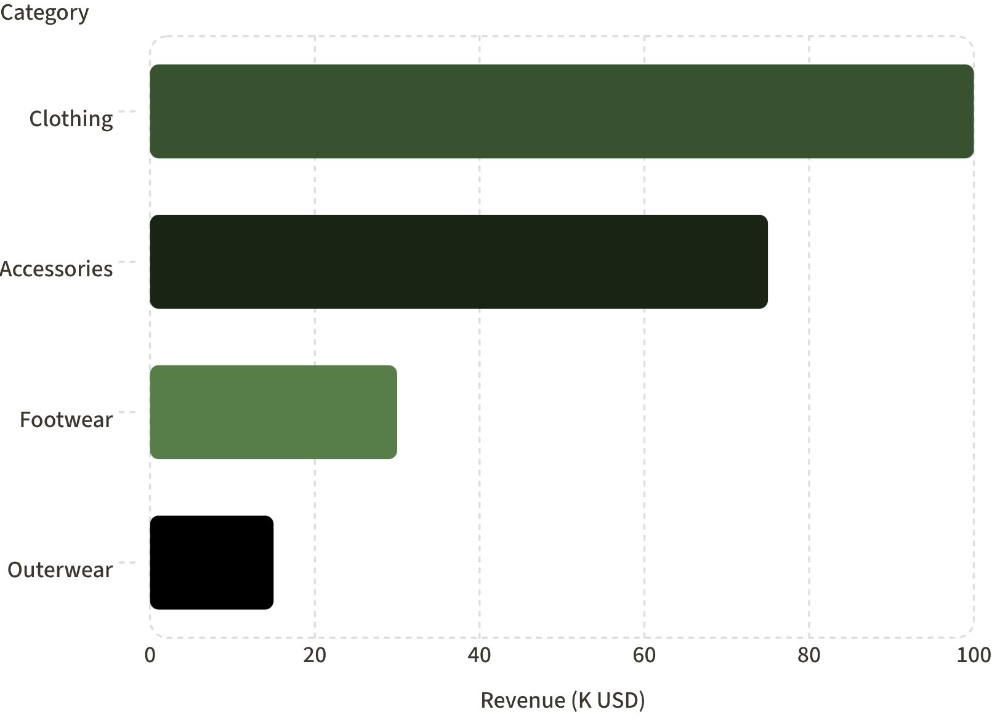 Category
Clothing
Accessories
Footwear
Outerwear
0 20 40 60 80 100
Revenue (K USD)